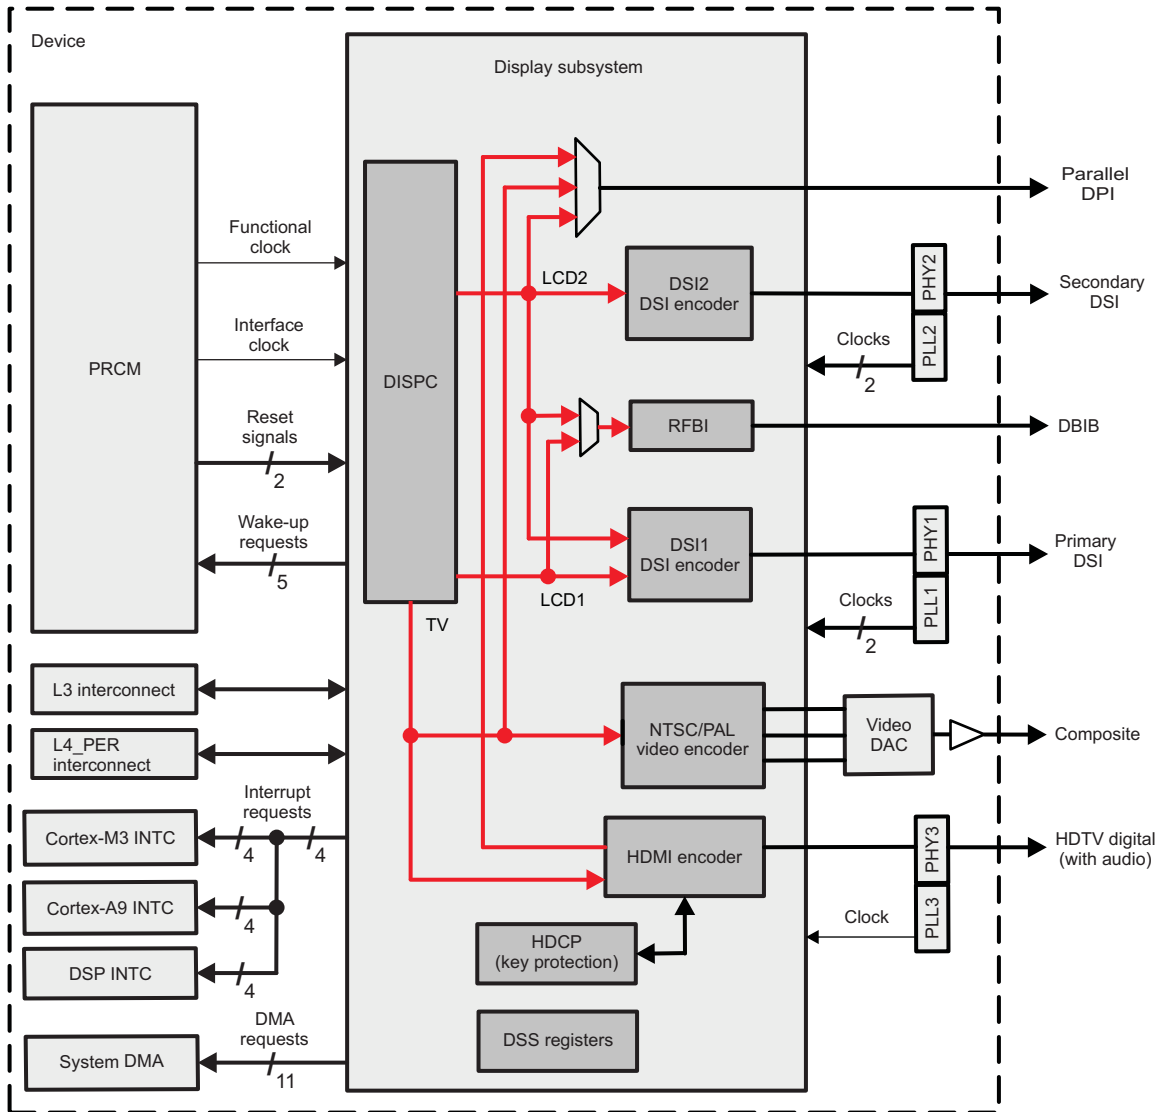 Device
Display subsystem
PRCM
Functional
clock
Interface
clock
Reset
signals
2
Wake-up
requests
5
DISPC
LCD2
LCD1
TV
DSI2
DSI encoder
RFBI
DSI1
DSI encoder
NTSC/PAL
video encoder
HDMI encoder
HDCP
(key protection)
DSS registers
PHY2
PLL2
Clocks
2
PHY1
PLL1
Clocks
2
Video
DAC
PHY3
PLL3
Clock
Parallel
DPI
Secondary
DSI
DBIB
Primary
DSI
Composite
HDTV digital
(with audio)
L3 interconnect
L4_PER
interconnect
Interrupt
requests
Cortex-M3 INTC
4
4
Cortex-A9 INTC
4
DSP INTC
4
DMA
requests
System DMA
11